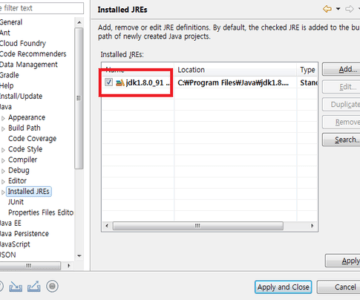 e filter text
General
Ant
Cloud Foundry
Code Recommenders
Data Management
Gradle
Help
Install/Update
Java
Appearance
Build Path
Code Coverage
Code Style
Compiler
Debug
Editor
Installed JREs
JUnit
Properties Files Editor
Java EE
Java Persistence
JavaScript
JSON
Installed JREs
Add, remove or edit JRE definitions. By default, the checked JRE is added to the build
path of newly created Java projects.
Installed JREs:
Name Location Type
jdk1.8.0_91 ... C:₩Program Files₩Java₩jdk1.8.... Stand
Add...
Edit...
Duplicate
Remove
Search...
Apply
Apply and Close Cancel